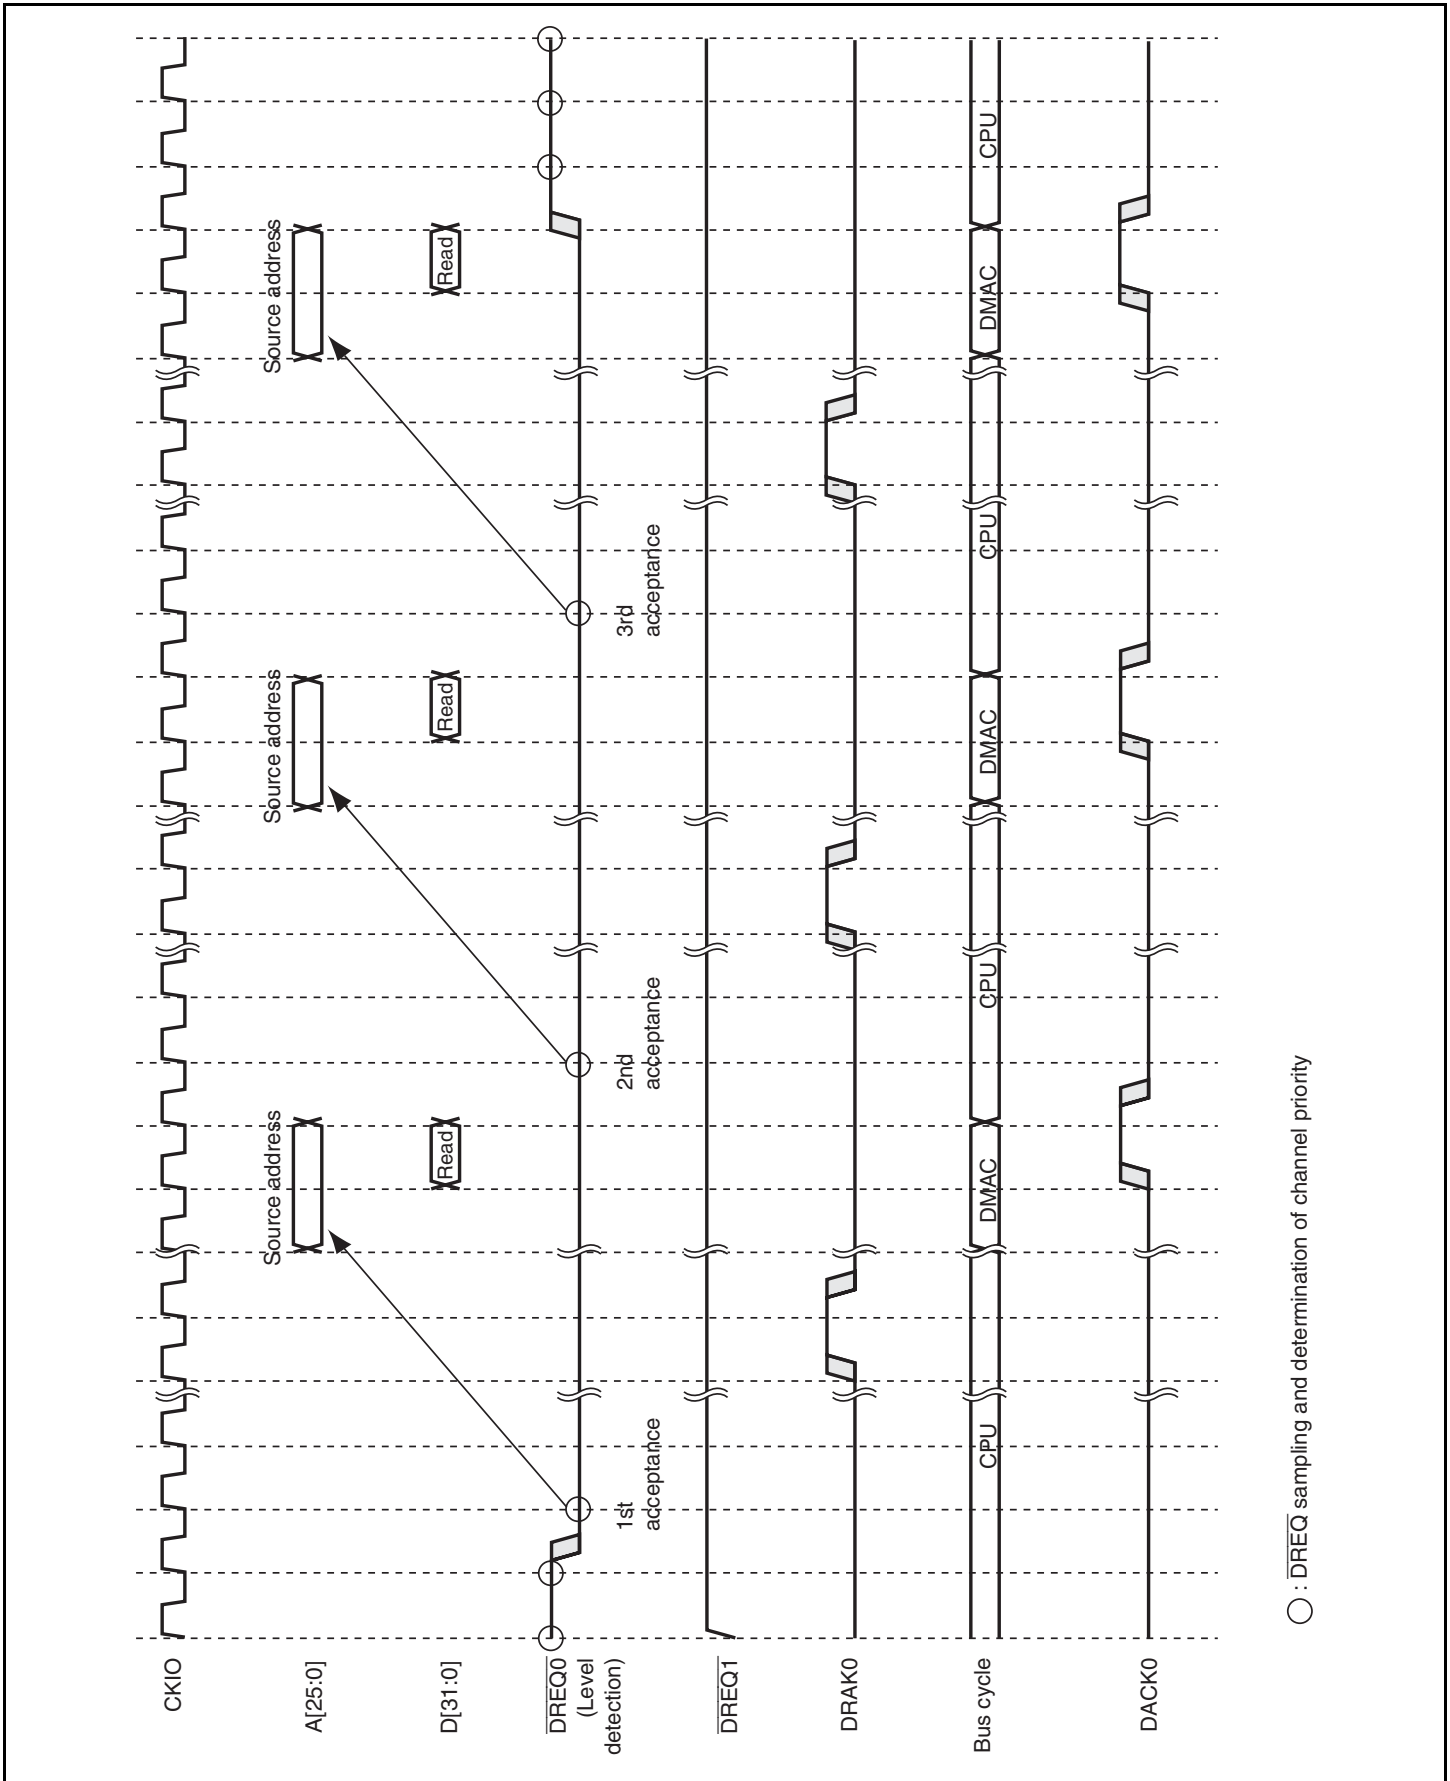 CKIO
Source address
Source address
Source address
A[25:0]
D[31:0]
Read
Read
Read
DREQ0
(Level
detection)
1st
acceptance
2nd
acceptance
3rd
acceptance
DREQ1
DRAK0
Bus cycle
CPU
DMAC
CPU
DMAC
CPU
DMAC
CPU
DACK0
: DREQ sampling and determination of channel priority